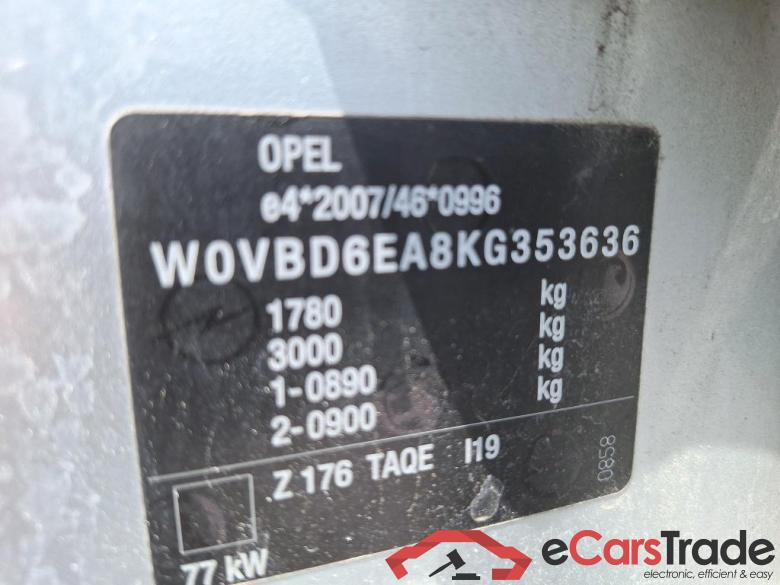 OPEL
e4*2007/46*0996
W0VBD6EA8KG353636
1780 kg
3000 kg
1-0890 kg
2-0900 kg
Z 176 TAQE I19
0858
77 kW
eCarsTrade
electronic, efficient & easy